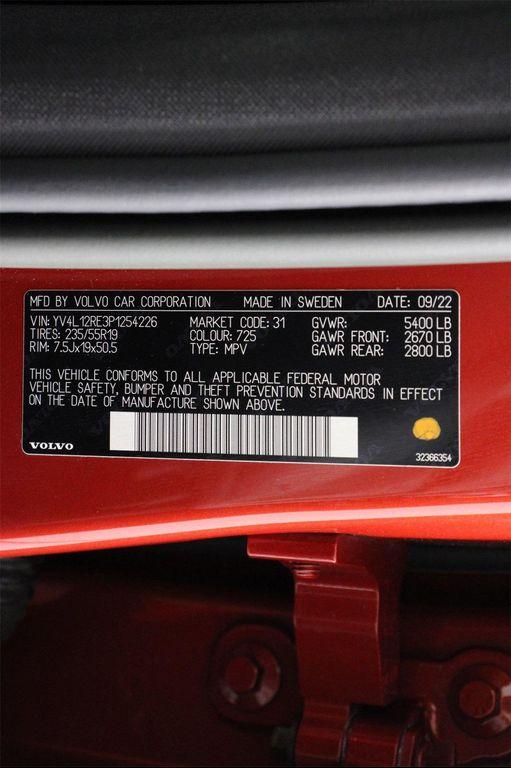 MFD BY VOLVO CAR CORPORATION MADE IN SWEDEN DATE: 09/22
VIN: YV4L12RE3P1254226 MARKET CODE: 31 GVWR: 5400 LB
TIRES: 235/55R19 COLOUR: 725 GAWR FRONT: 2670 LB
RIM: 7.5Jx19x50.5 TYPE: MPV GAWR REAR: 2800 LB
THIS VEHICLE CONFORMS TO ALL APPLICABLE FEDERAL MOTOR
VEHICLE SAFETY, BUMPER AND THEFT PREVENTION STANDARDS IN EFFECT
ON THE DATE OF MANUFACTURE SHOWN ABOVE.
VOLVO 32366354